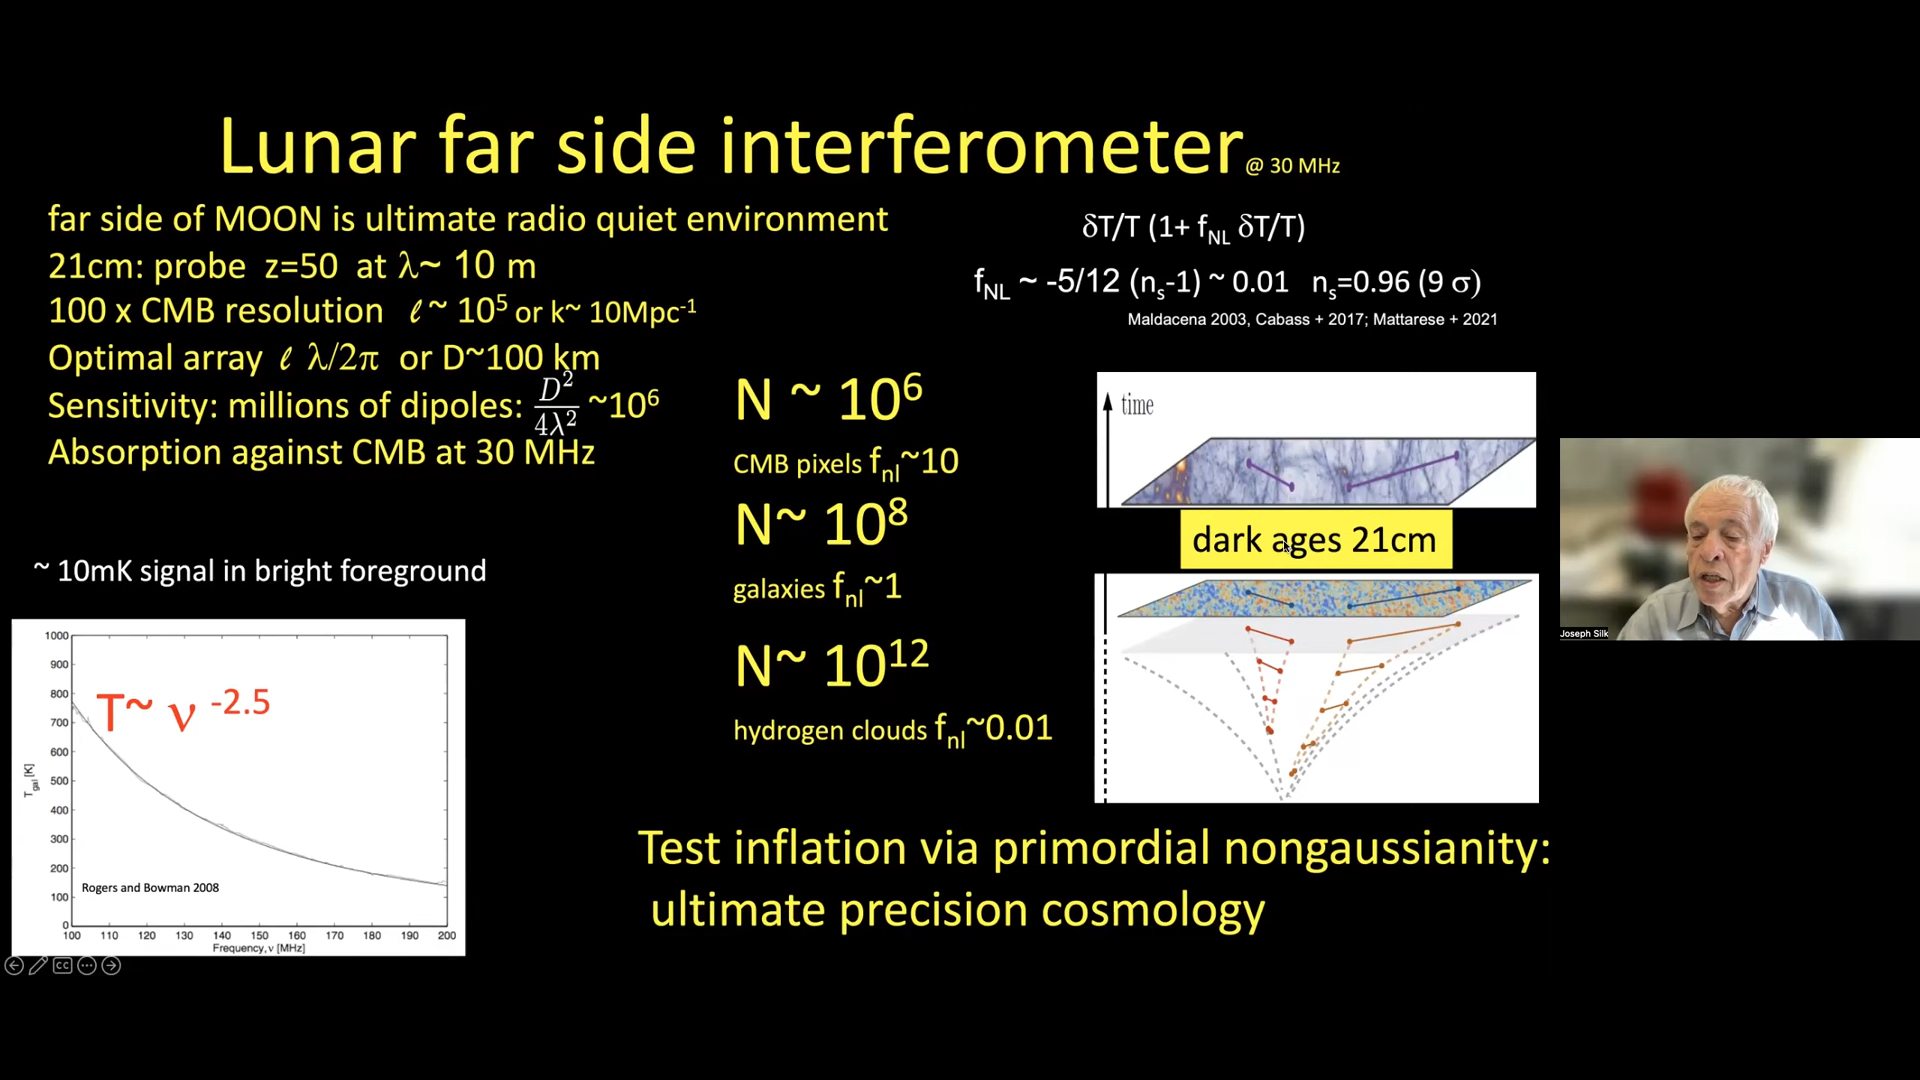 Lunar far side interferometer @ 30 MHz
far side of MOON is ultimate radio quiet environment
21cm: probe z=50 at λ~ 10 m
100 x CMB resolution ℓ ~ 10⁵ or k~ 10Mpc⁻¹
Optimal array ℓ λ/2π or D~100 km
Sensitivity: millions of dipoles: D²/4λ² ~10⁶
Absorption against CMB at 30 MHz
δT/T (1+ f_NL δT/T)
f_NL ~ -5/12 (n_s-1) ~ 0.01 n_s=0.96 (9 σ)
Maldacena 2003, Cabass + 2017; Mattarese + 2021
N ~ 10⁶
CMB pixels f_nl~10
N~ 10⁸
galaxies f_nl~1
N~ 10¹²
hydrogen clouds f_nl~0.01
time
dark ages 21cm
Joseph Silk
~ 10mK signal in bright foreground
T~ ν ^-2.5
1000
900
800
700
600
500
400
300
200
100
0
T_gal [K]
Rogers and Bowman 2008
100 110 120 130 140 150 160 170 180 190 200
Frequency, ν [MHz]
CC
Test inflation via primordial nongaussianity:
ultimate precision cosmology